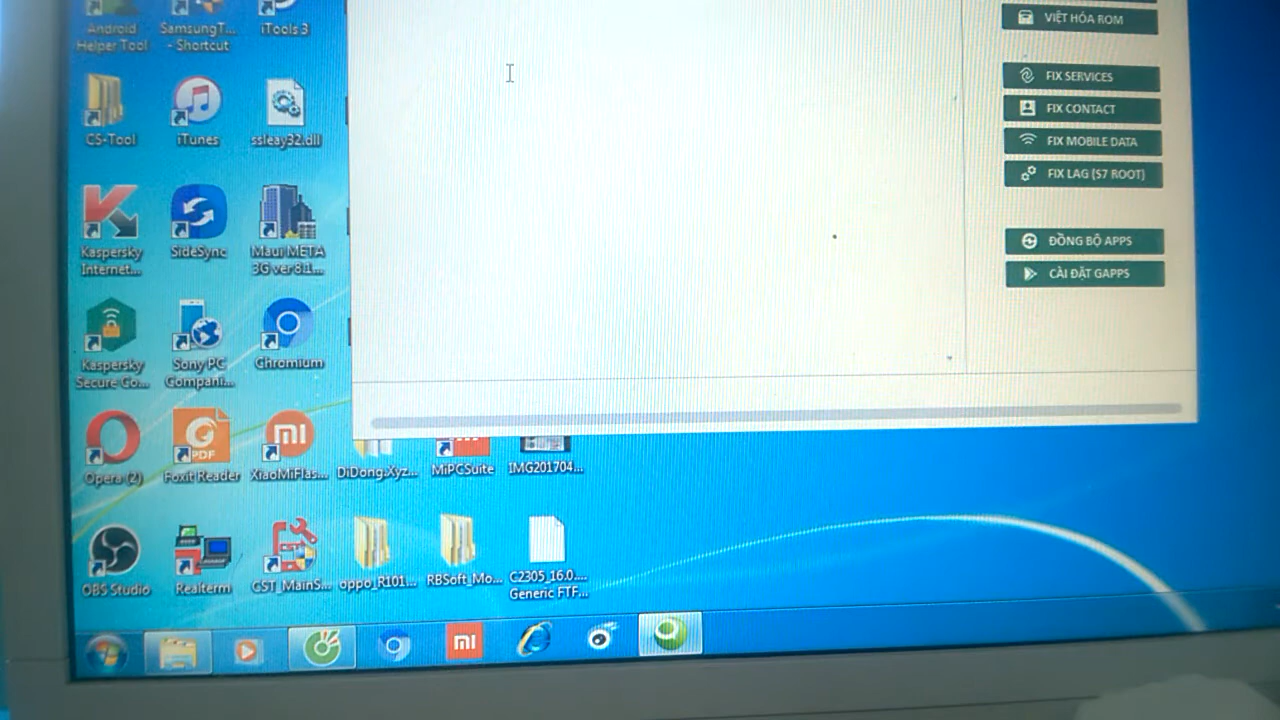 Android
Helper Tool
SamsungT...
- Shortcut
iTools 3
VIỆT HÓA ROM
FIX SERVICES
FIX CONTACT
FIX MOBILE DATA
FIX LAG (S7 ROOT)
ĐỒNG BỘ APPS
CÀI ĐẶT GAPPS
CS-Tool
iTunes
ssleay32.dll
Kaspersky
Internet...
SideSync
Maui META
3G ver 8.1...
Kaspersky
Secure Co...
Sony PC
Compani...
Chromium
Opera (2)
PDF
Foxit Reader
XiaoMiFlas...
DiDong.Xyz...
MiPCSuite
IMG201704...
OBS Studio
Realterm
CST_MainS...
oppo_R101...
RBSoft_Mo...
C2305_16.0....
Generic FTF...